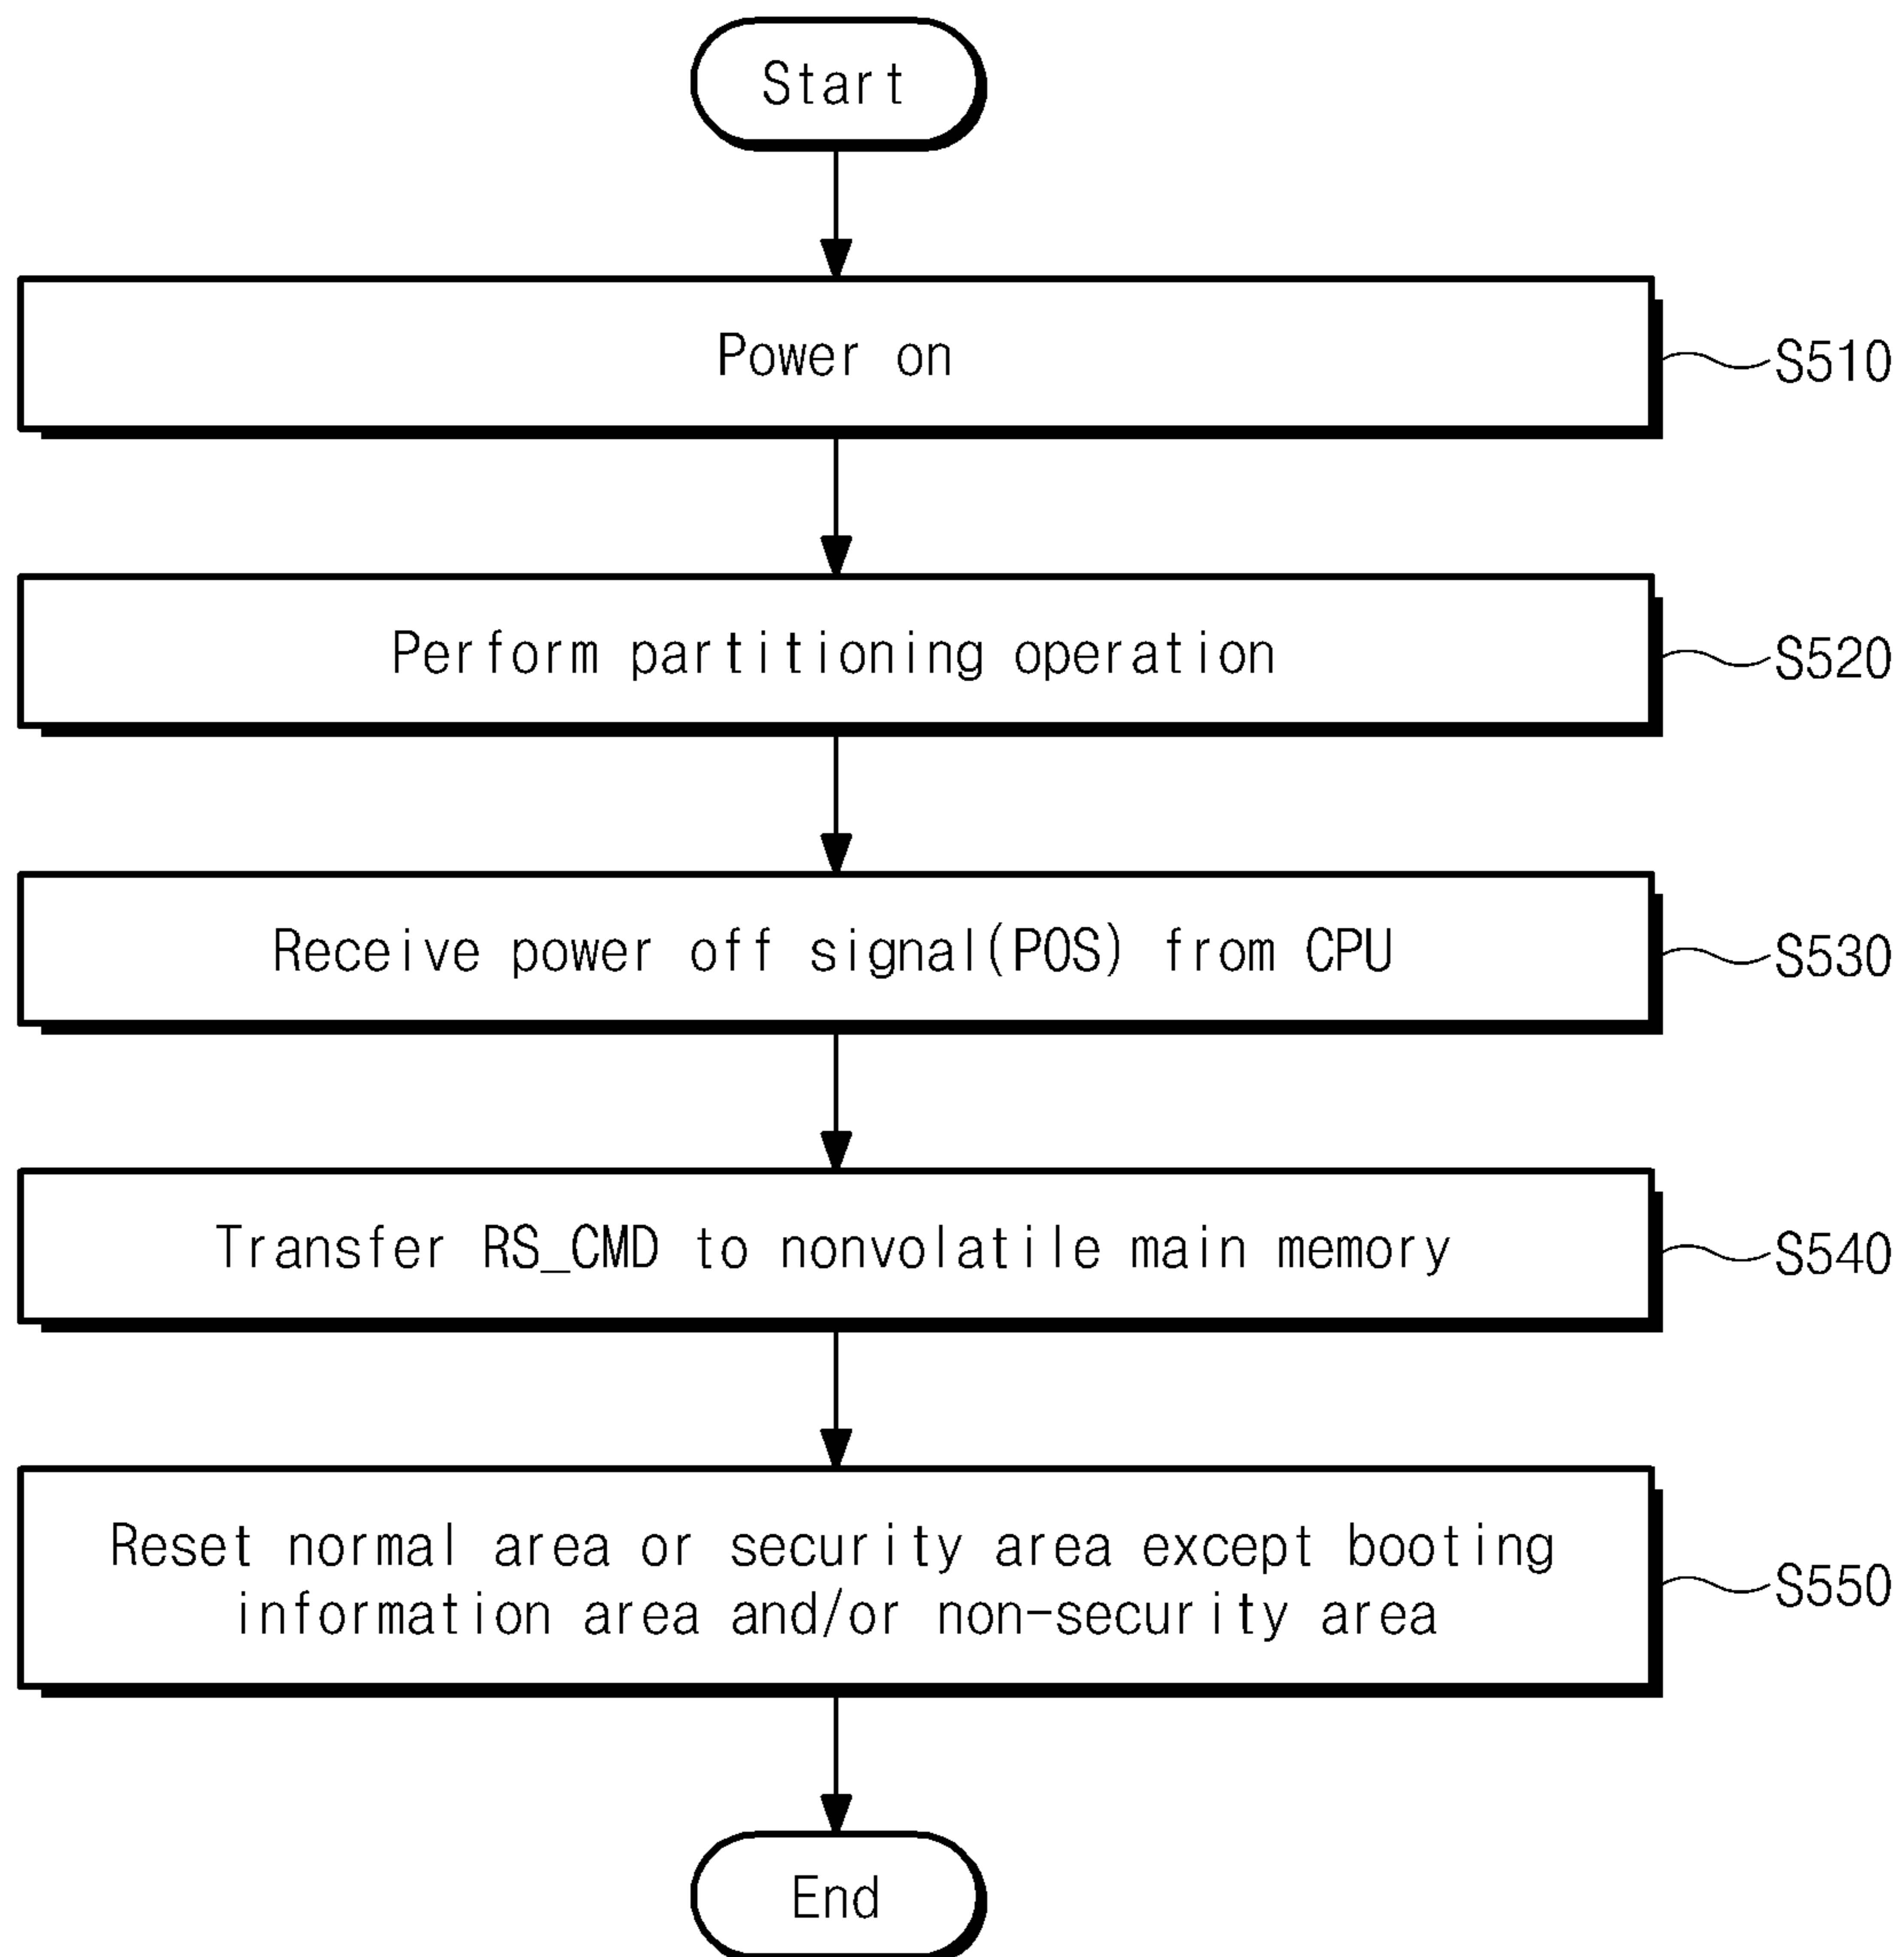 Start
Power on
S510
Perform partitioning operation
S520
Receive power off signal(POS) from CPU
S530
Transfer RS_CMD to nonvolatile main memory
S540
Reset normal area or security area except booting
information area and/or non-security area
S550
End